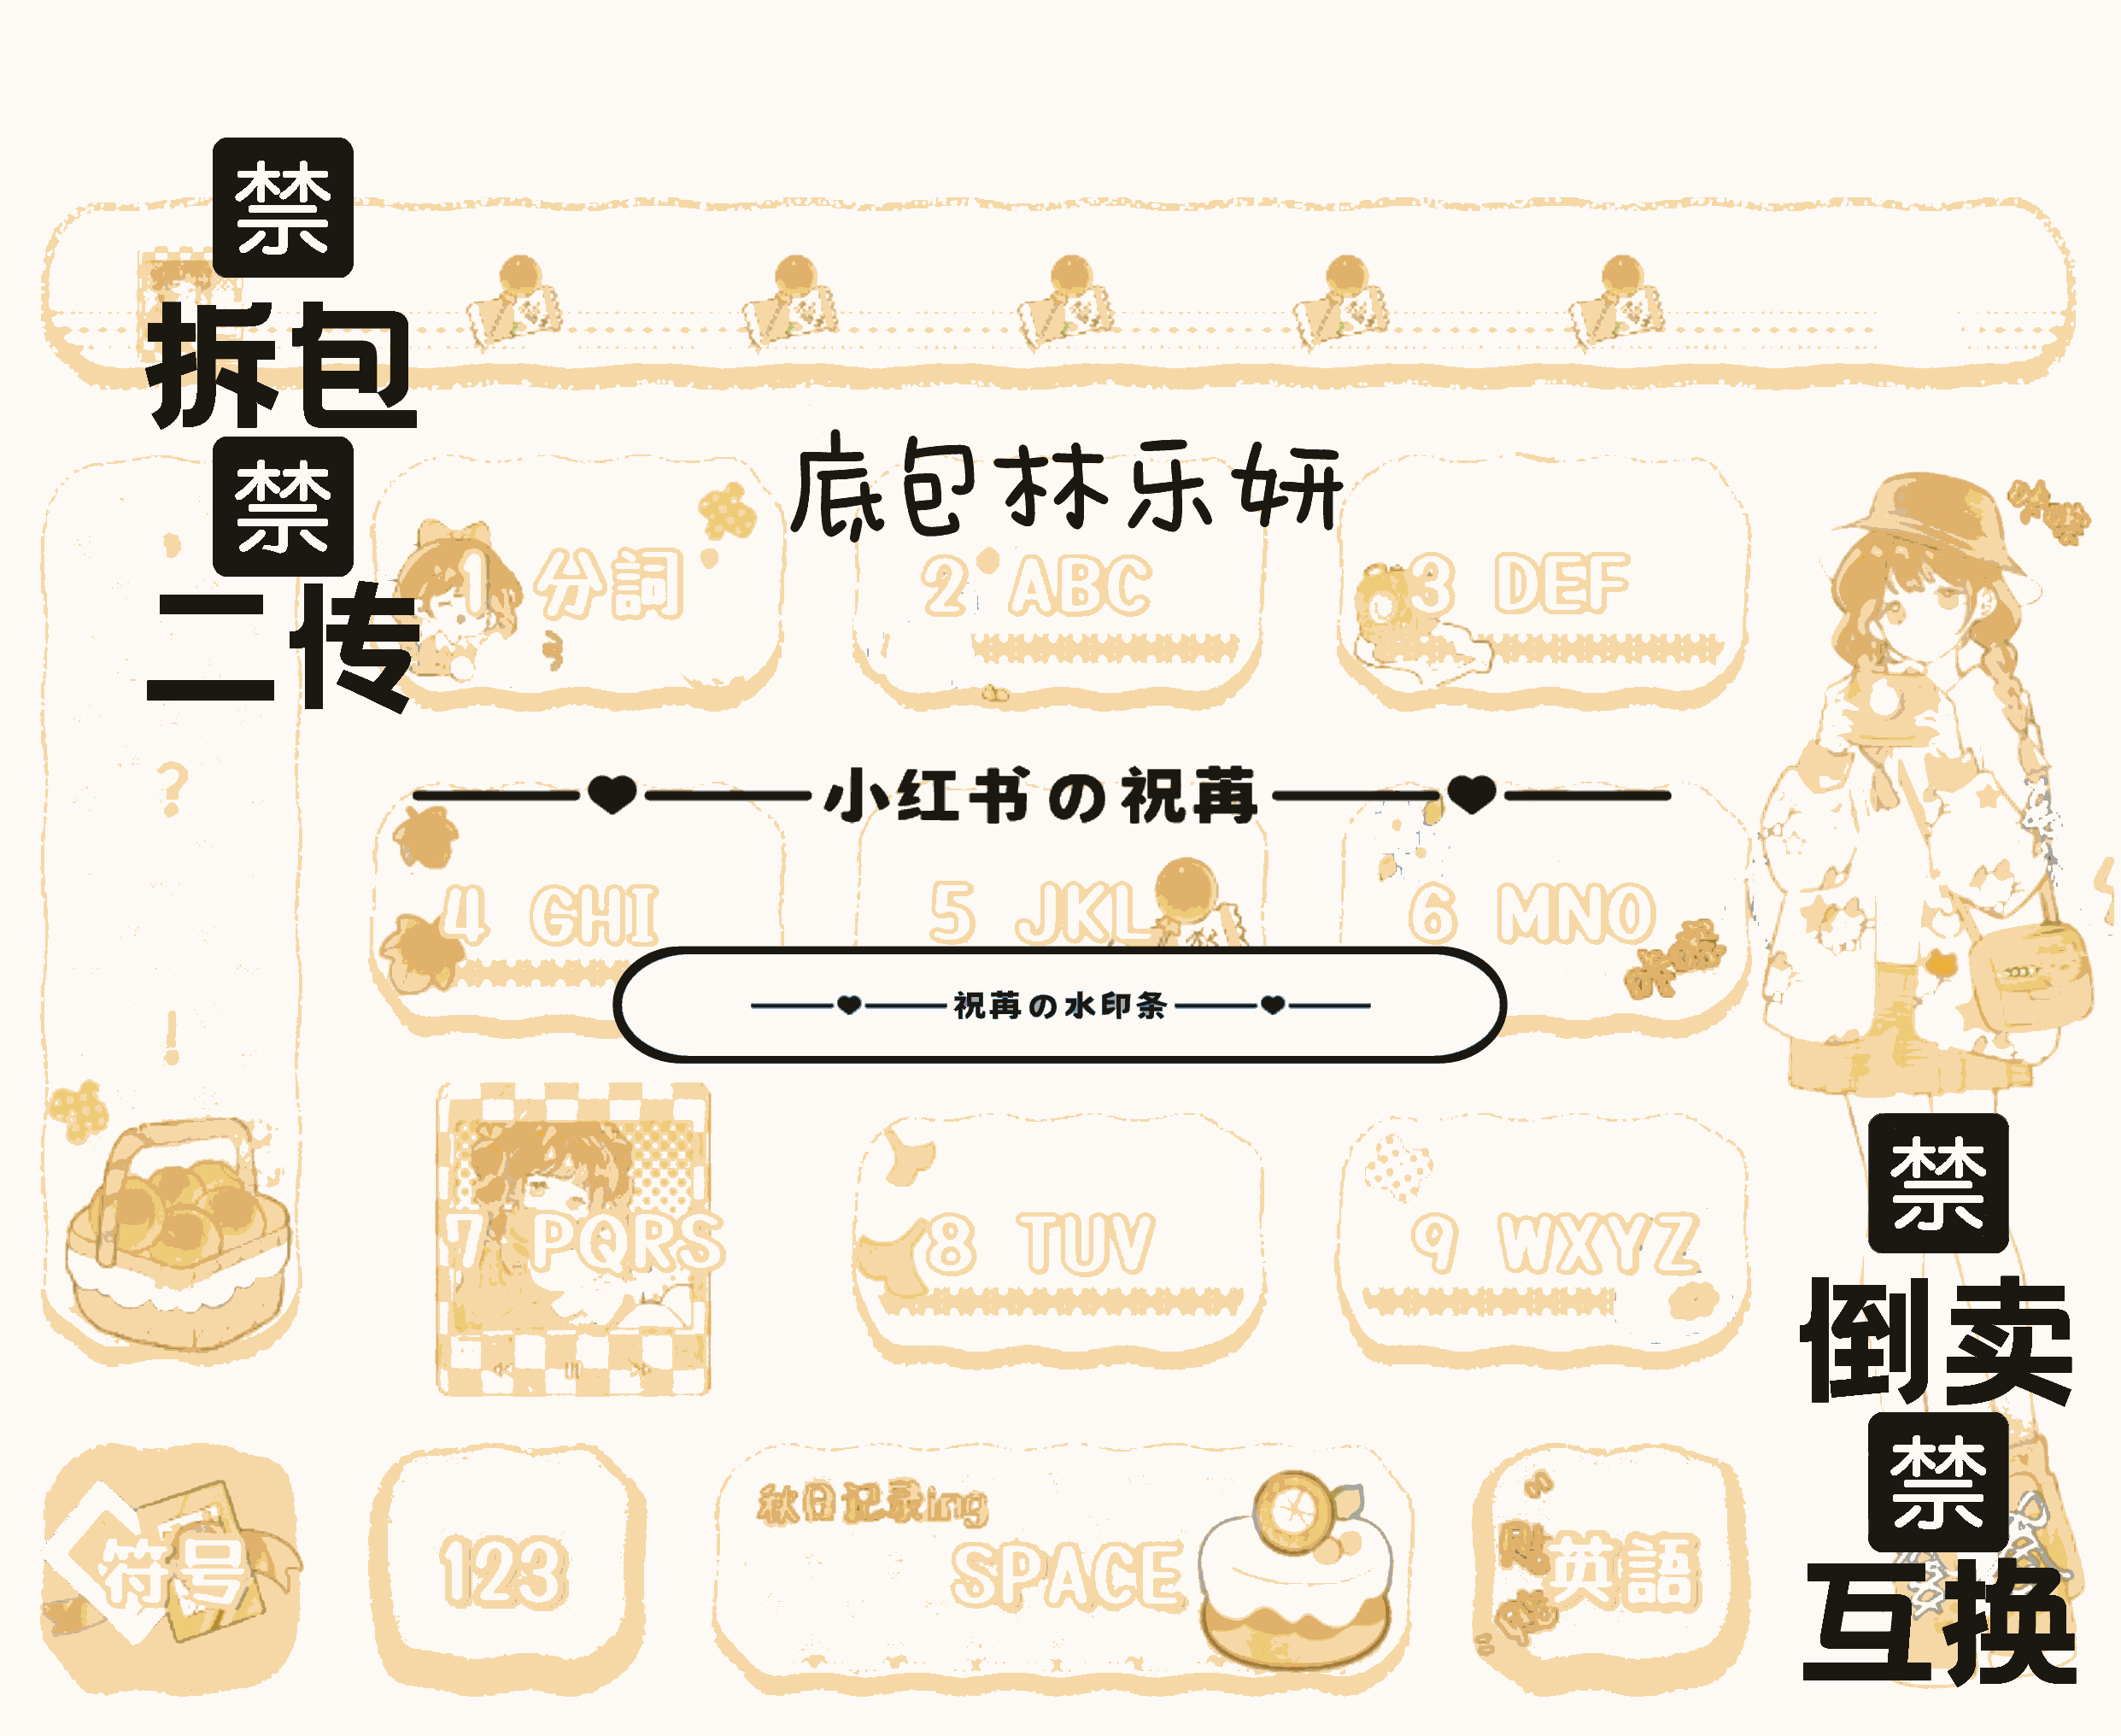 禁
拆包
禁
二传
底包林乐妍
1 分詞
2 ABC
3 DEF
?
小红书の祝苒
4 GHI
5 JKL
6 MNO
!
祝苒の水印条
7 PQRS
8 TUV
9 WXYZ
禁
倒卖
禁
互换
符号
123
秋日记录ing
SPACE
英語